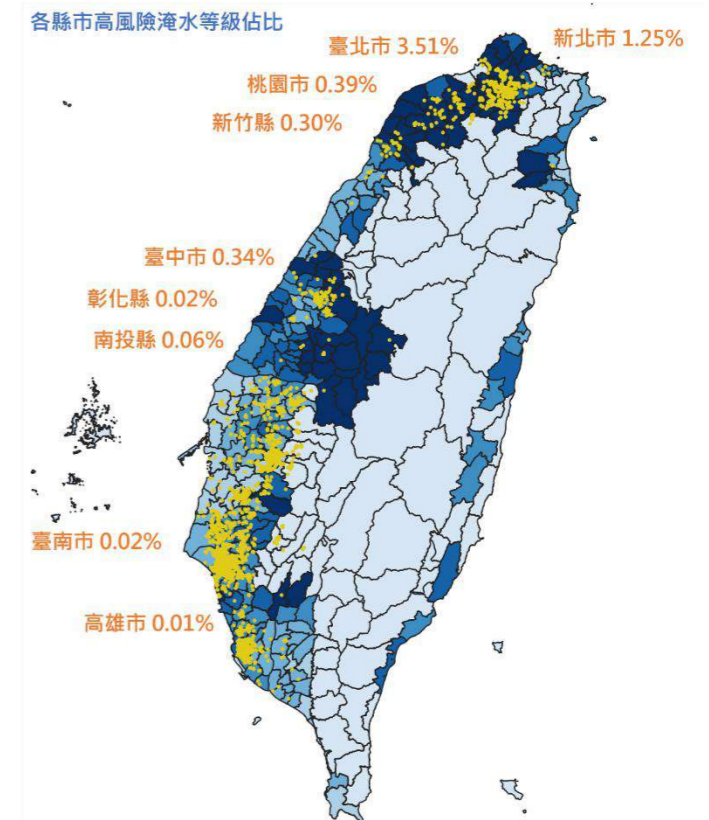 各縣市高風險淹水等級佔比
臺北市 3.51%
新北市 1.25%
桃園市 0.39%
新竹縣 0.30%
臺中市 0.34%
彰化縣 0.02%
南投縣 0.06%
臺南市 0.02%
高雄市 0.01%